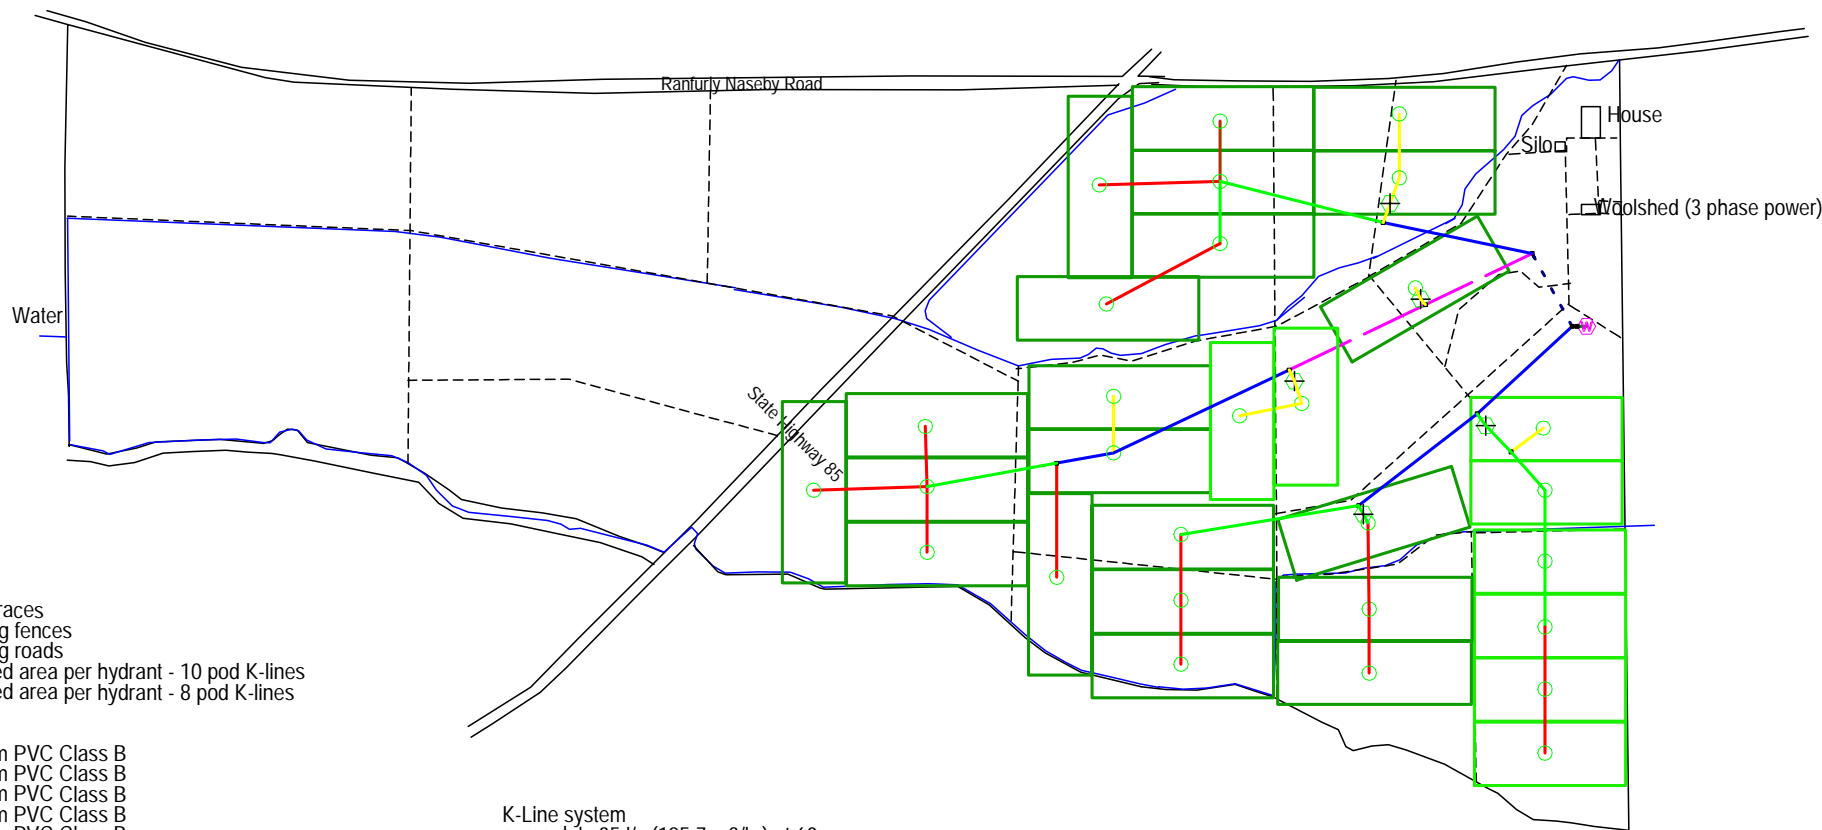 Ranfurly Naseby Road
House
Silo
Woolshed (3 phase power)
Water
State Highway 85
W
races
g fences
g roads
ed area per hydrant - 10 pod K-lines
ed area per hydrant - 8 pod K-lines
m PVC Class B
m PVC Class B
m PVC Class B
m PVC Class B
PVC Class B
K-Line system